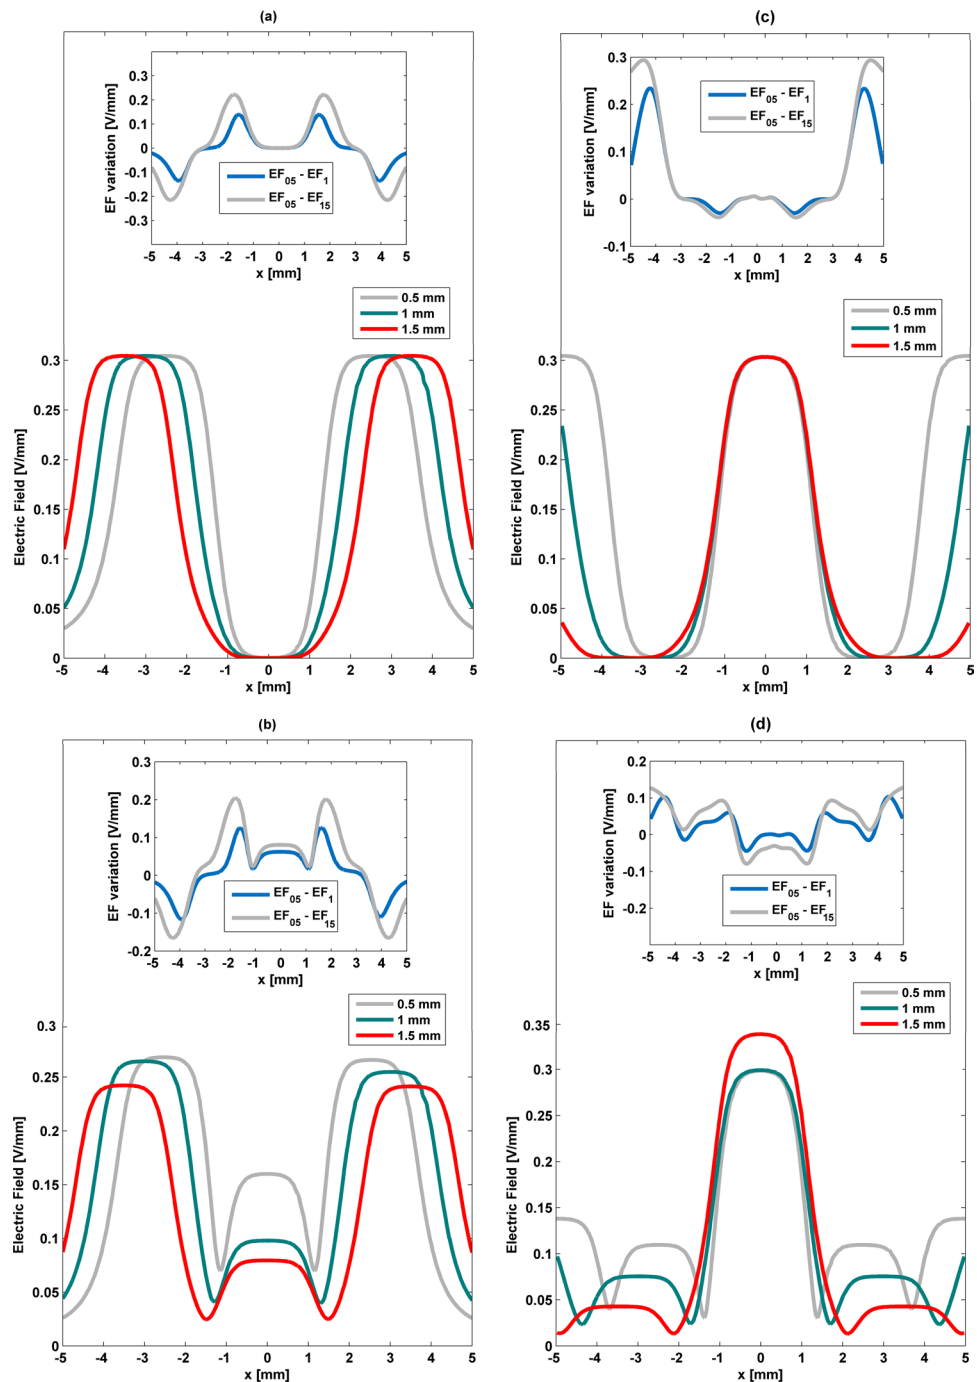 (a)
0.3
0.2
0.1
0
-0.1
-0.2
-0.3
EF variation [V/mm]
EF05 - EF1
EF05 - EF15
-5 -4 -3 -2 -1 0 1 2 3 4 5
x [mm]
0.5 mm
1 mm
1.5 mm
0.3
0.25
0.2
0.15
0.1
0.05
0
Electric Field [V/mm]
-5 -4 -3 -2 -1 0 1 2 3 4 5
x [mm]
(c)
0.3
0.2
0.1
0
-0.1
EF variation [V/mm]
EF05 - EF1
EF05 - EF15
-5 -4 -3 -2 -1 0 1 2 3 4 5
x [mm]
0.5 mm
1 mm
1.5 mm
0.3
0.25
0.2
0.15
0.1
0.05
0
Electric Field [V/mm]
-5 -4 -3 -2 -1 0 1 2 3 4 5
x [mm]
(b)
0.3
0.2
0.1
0
-0.1
-0.2
EF variation [V/mm]
EF05 - EF1
EF05 - EF15
-5 -4 -3 -2 -1 0 1 2 3 4 5
x [mm]
0.5 mm
1 mm
1.5 mm
0.3
0.25
0.2
0.15
0.1
0.05
0
Electric Field [V/mm]
-5 -4 -3 -2 -1 0 1 2 3 4 5
x [mm]
(d)
0.2
0.1
0
-0.1
-0.2
EF variation [V/mm]
EF05 - EF1
EF05 - EF15
-5 -4 -3 -2 -1 0 1 2 3 4 5
x [mm]
0.5 mm
1 mm
1.5 mm
0.35
0.3
0.25
0.2
0.15
0.1
0.05
0
Electric Field [V/mm]
-5 -4 -3 -2 -1 0 1 2 3 4 5
x [mm]